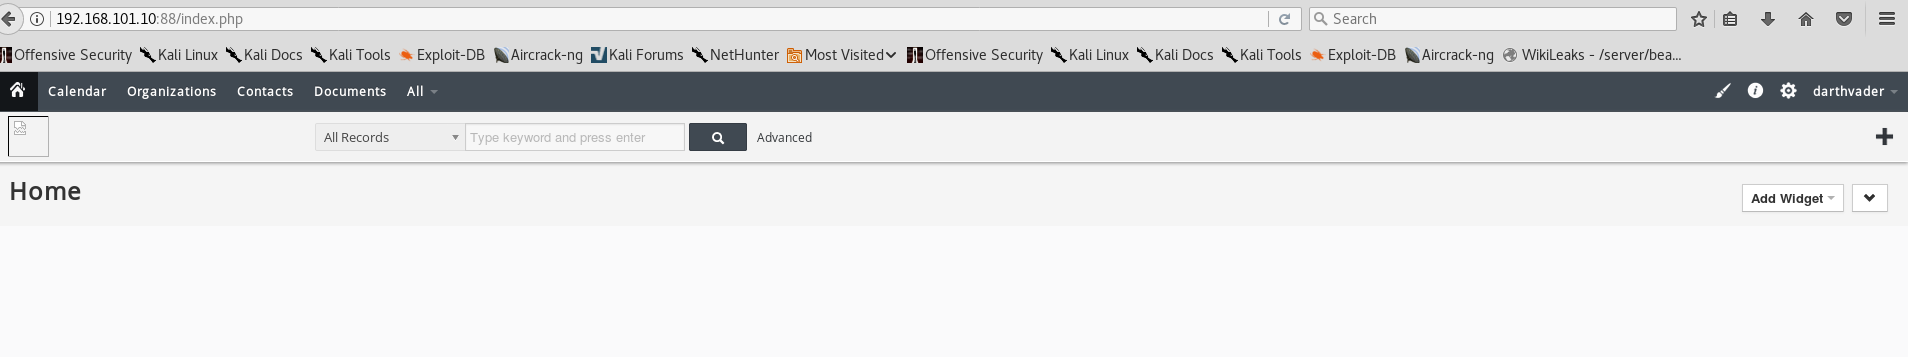 192.168.101.10:88/index.php Search
Offensive Security Kali Linux Kali Docs Kali Tools Exploit-DB Aircrack-ng Kali Forums NetHunter Most Visited Offensive Security Kali Linux Kali Docs Kali Tools Exploit-DB Aircrack-ng WikiLeaks - /server/bea...
Calendar Organizations Contacts Documents All darthvader
All Records Type keyword and press enter Advanced
Home
Add Widget